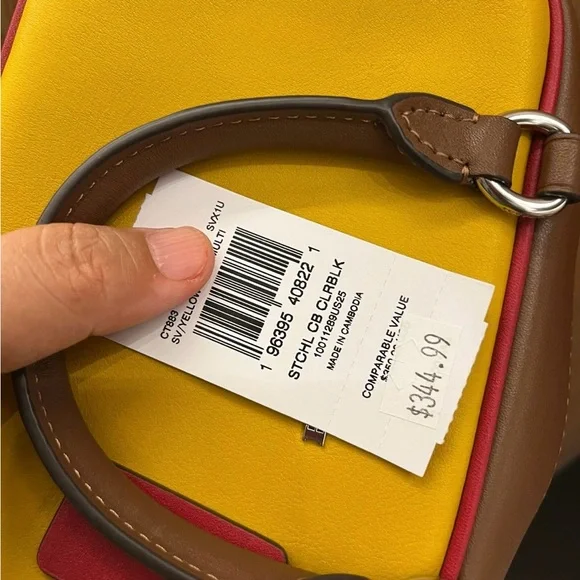 CT883 SVX1U
SV/YELLOW MULTI
1 96395 40822 1
STCHL CB CLRBLK
10011289US25
MADE IN CAMBODIA
COMPARABLE VALUE
$344.99